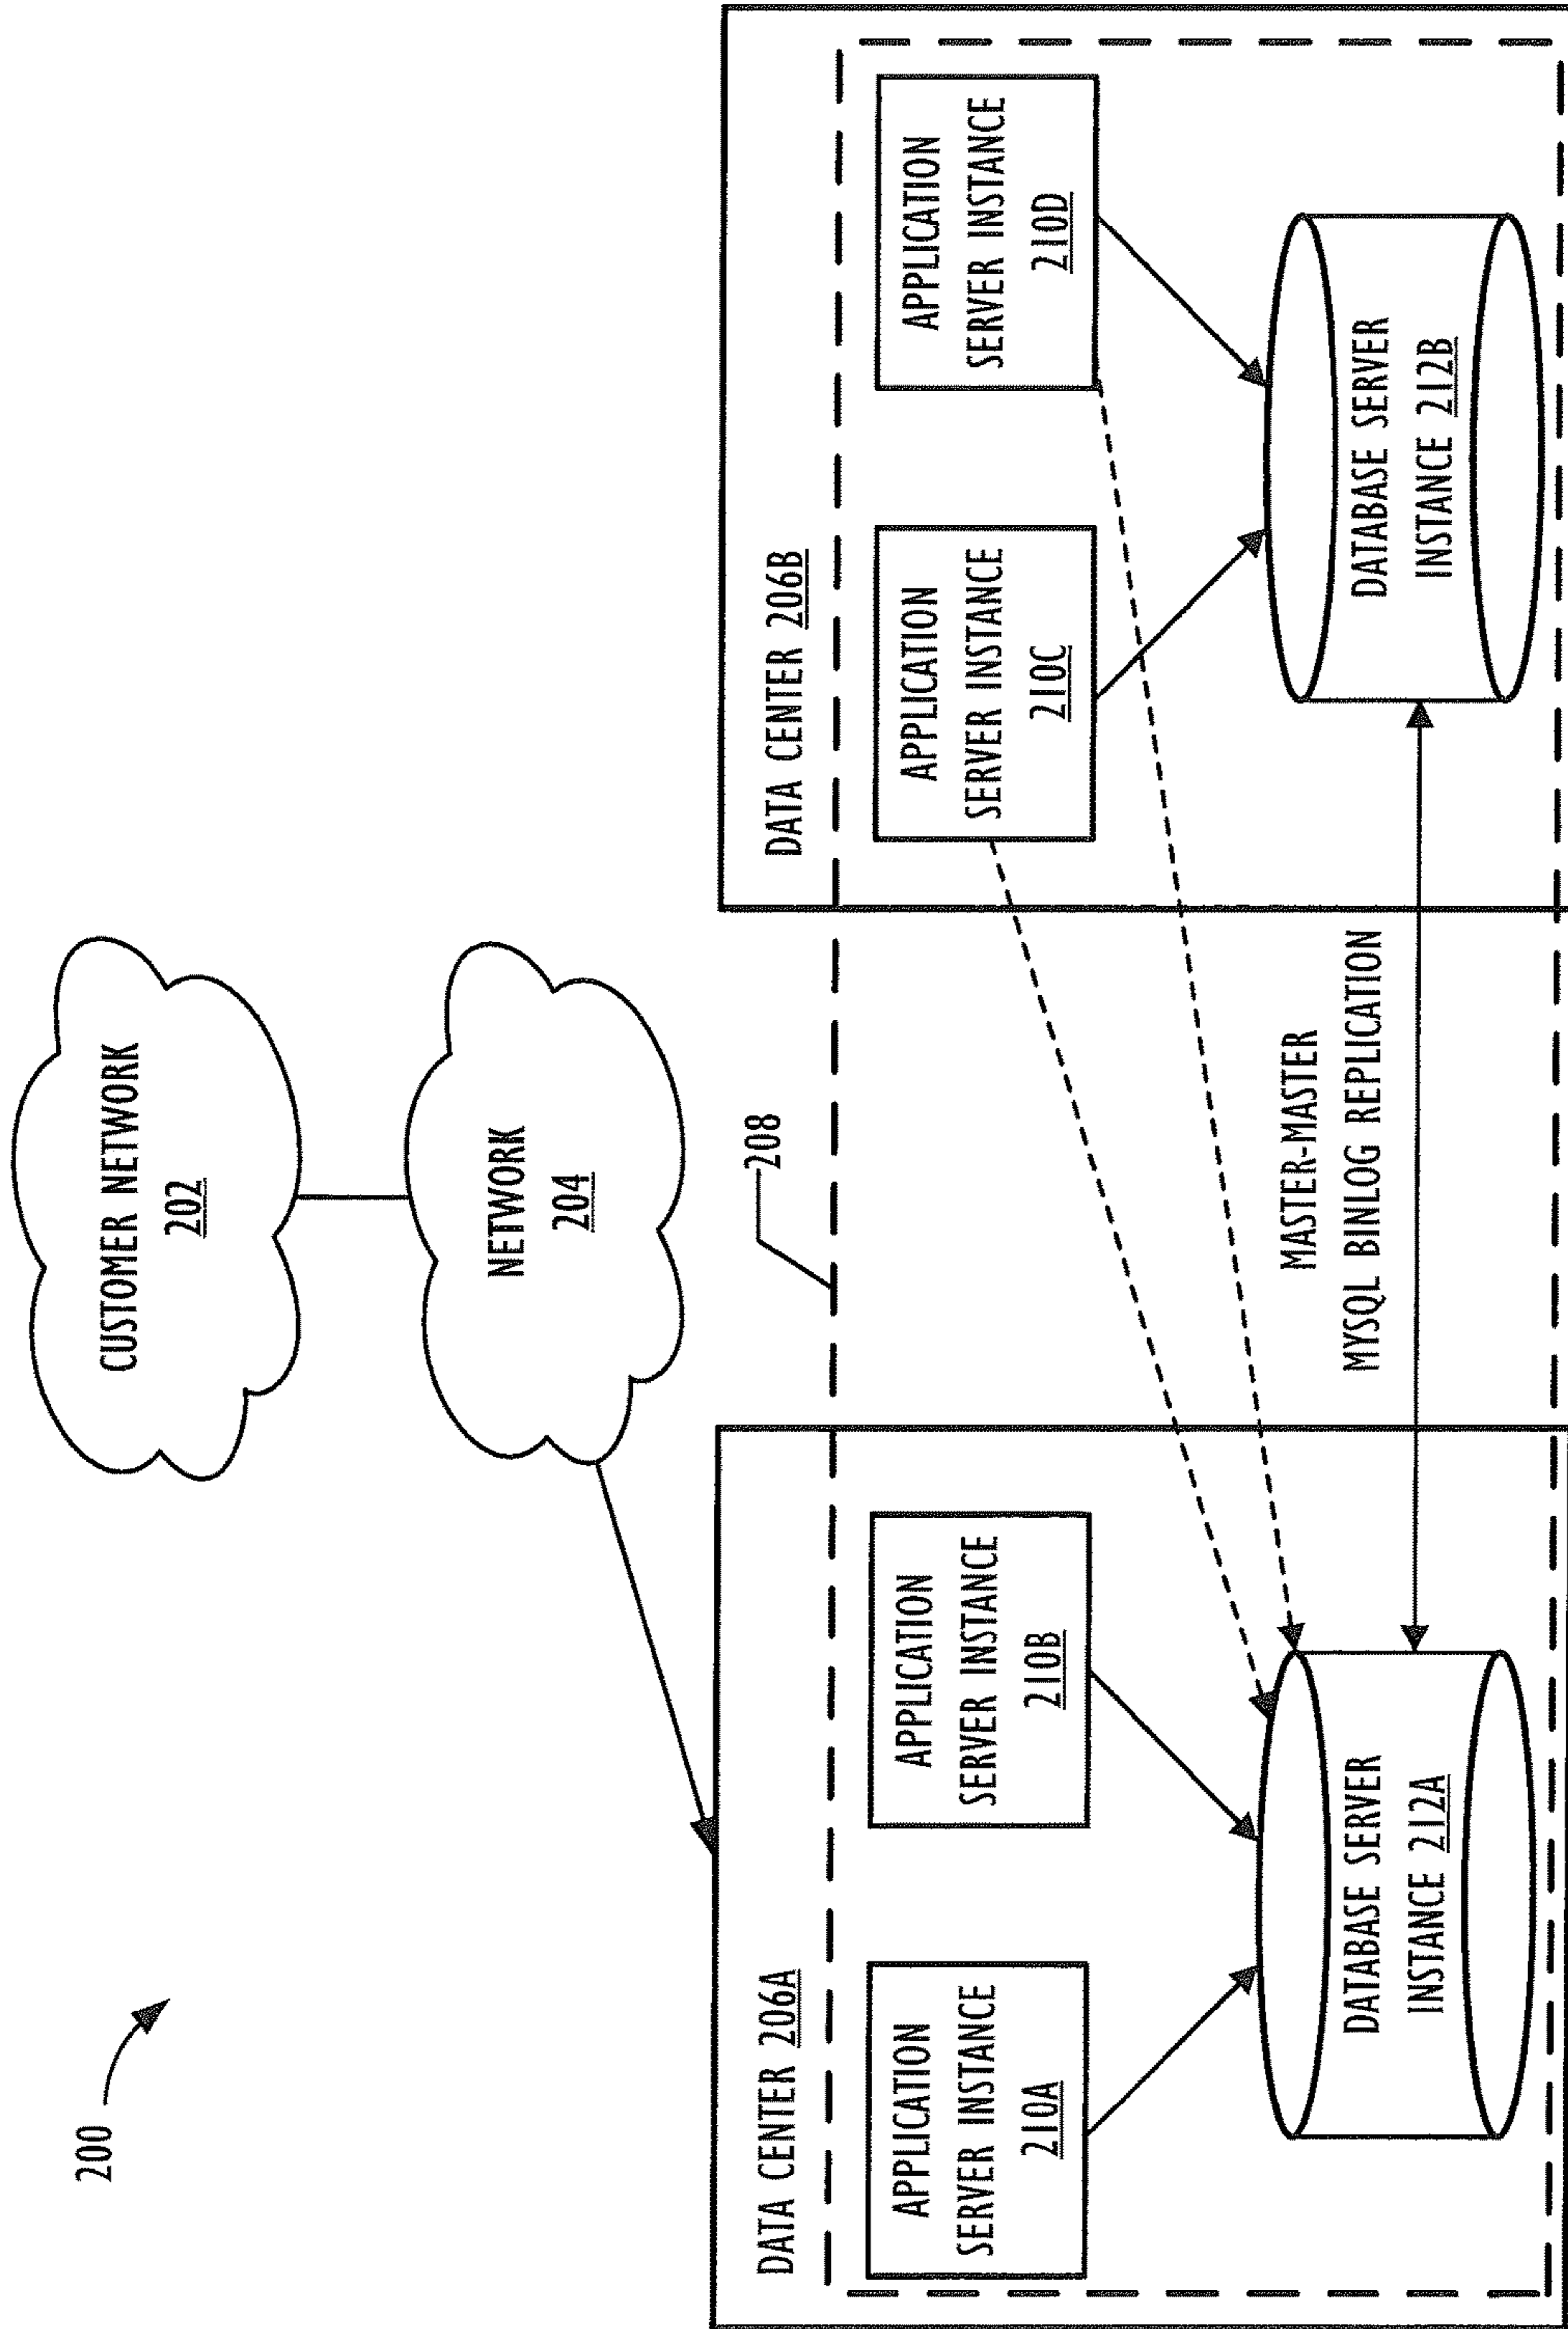 200
CUSTOMER NETWORK
202
NETWORK
204
208
DATA CENTER 206A
APPLICATION
SERVER INSTANCE
210A
APPLICATION
SERVER INSTANCE
210B
DATABASE SERVER
INSTANCE 212A
MASTER-MASTER
MYSQL BINLOG REPLICATION
DATA CENTER 206B
APPLICATION
SERVER INSTANCE
210C
APPLICATION
SERVER INSTANCE
210D
DATABASE SERVER
INSTANCE 212B